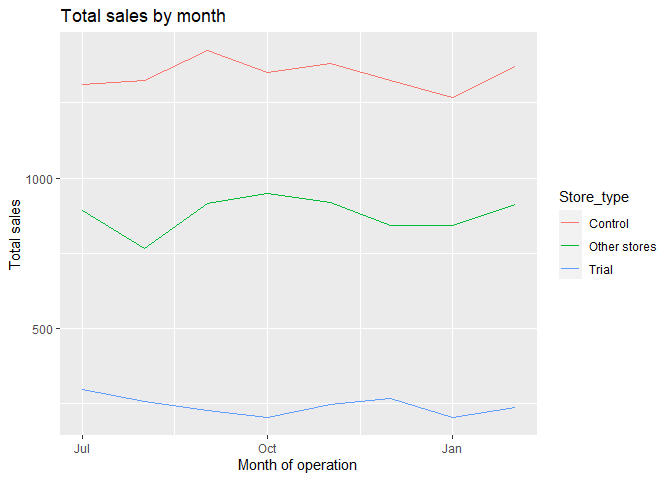 Total sales by month
Total sales
1000
500
Jul
Oct
Jan
Month of operation
Store_type
Control
Other stores
Trial